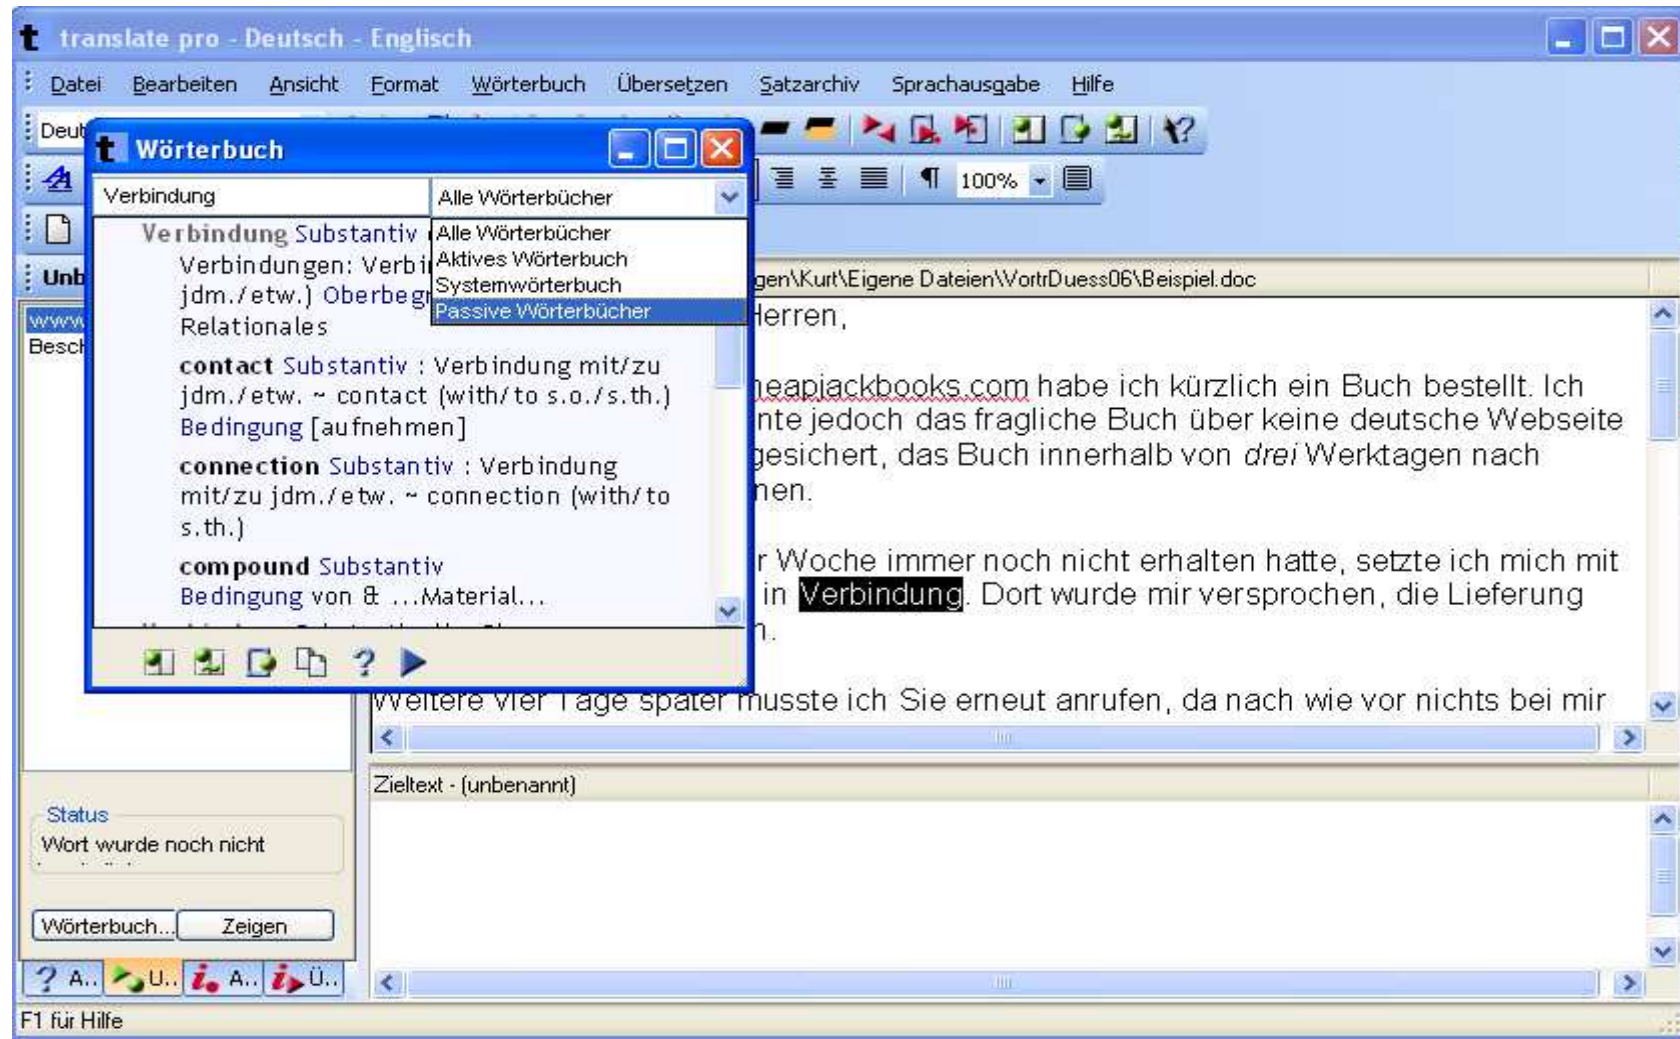 translate pro - Deutsch - Englisch
Datei Bearbeiten Ansicht Format Wörterbuch Übersetzen Satzarchiv Sprachausgabe Hilfe
Deut
100%
Unb
gen\Kurt\Eigene Dateien\VortrDuess06\Beispiel.doc
www
Besch
Wörterbuch
Verbindung Alle Wörterbücher
Alle Wörterbücher
Aktives Wörterbuch
Systemwörterbuch
Passive Wörterbücher
Verbindung Substantiv
Verbindungen: Verbi
jdm./etw.) Oberbegr
Relationales
contact Substantiv : Verbindung mit/zu
jdm./etw. ~ contact (with/to s.o./s.th.)
Bedingung [aufnehmen]
connection Substantiv : Verbindung
mit/zu jdm./etw. ~ connection (with/to
s.th.)
compound Substantiv
Bedingung von & ...Material...
Herren,
heapjackbooks.com habe ich kürzlich ein Buch bestellt. Ich
nte jedoch das fragliche Buch über keine deutsche Webseite
gesichert, das Buch innerhalb von drei Werktagen nach
nen.
r Woche immer noch nicht erhalten hatte, setzte ich mich mit
in Verbindung. Dort wurde mir versprochen, die Lieferung
n.
Weitere vier Tage später musste ich Sie erneut anrufen, da nach wie vor nichts bei mir
Zieltext - (unbenannt)
Status
Wort wurde noch nicht
Wörterbuch... Zeigen
? A.. U.. A.. Ü..
F1 für Hilfe